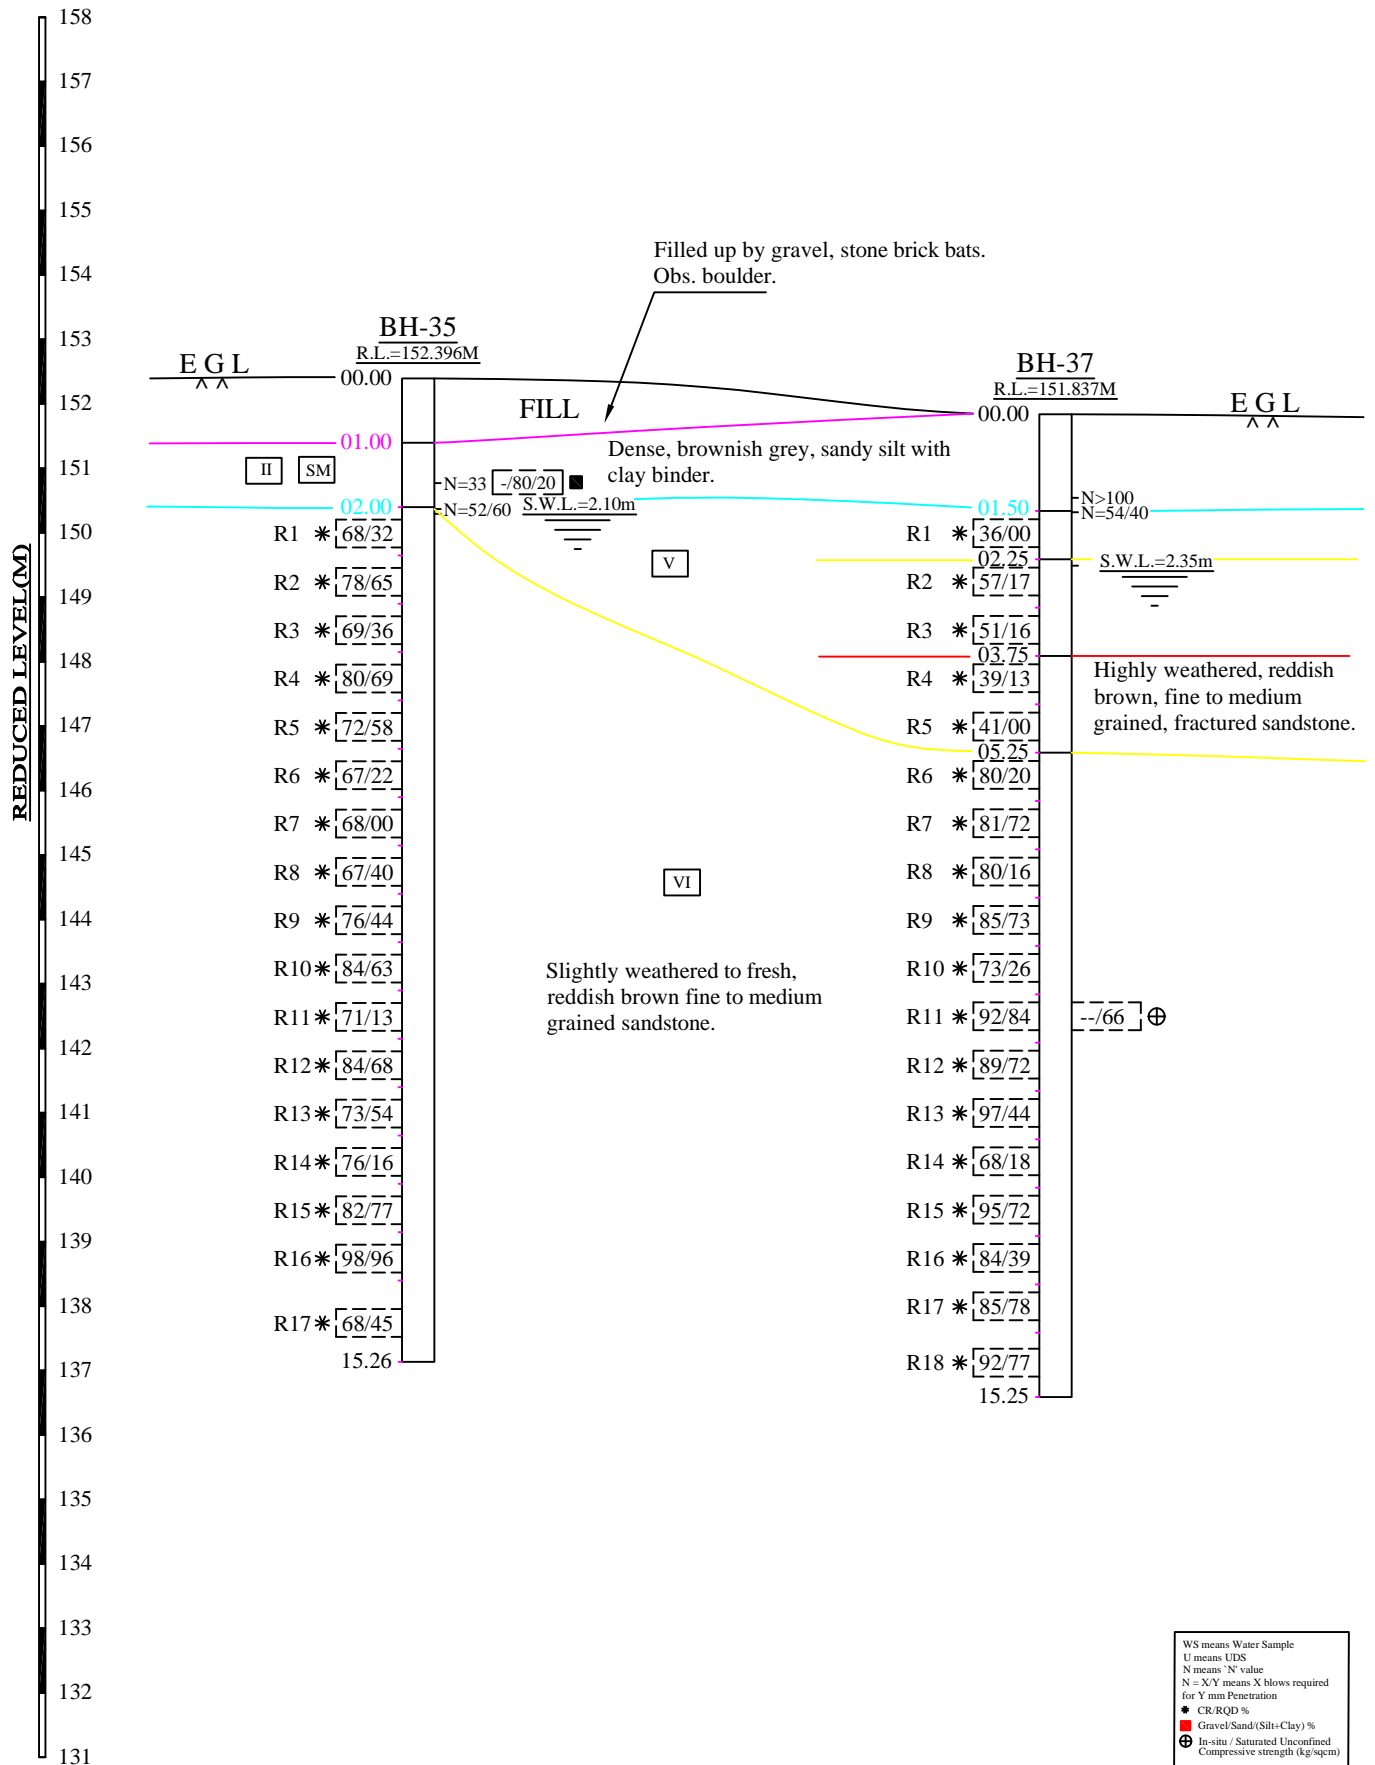 158
157
156
155
154
153
152
151
150
149
148
147
146
145
144
143
142
141
140
139
138
137
136
135
134
133
132
131
REDUCED LEVEL(M)
Filled up by gravel, stone brick bats.
Obs. boulder.
BH-35
R.L.=152.396M
E G L
00.00
FILL
01.00
II
SM
Dense, brownish grey, sandy silt with
clay binder.
N=33
-/80/20
02.00
N=52/60
S.W.L.=2.10m
R1 * 68/32
R2 * 78/65
R3 * 69/36
R4 * 80/69
R5 * 72/58
R6 * 67/22
R7 * 68/00
R8 * 67/40
R9 * 76/44
R10 * 84/63
R11 * 71/13
R12 * 84/68
R13 * 73/54
R14 * 76/16
R15 * 82/77
R16 * 98/96
R17 * 68/45
15.26
V
VI
Slightly weathered to fresh,
reddish brown fine to medium
grained sandstone.
BH-37
R.L.=151.837M
00.00
E G L
01.50
N>100
N=54/40
R1 * 36/00
02.25
S.W.L.=2.35m
R2 * 57/17
R3 * 51/16
03.75
Highly weathered, reddish
brown, fine to medium
grained, fractured sandstone.
R4 * 39/13
R5 * 41/00
05.25
R6 * 80/20
R7 * 81/72
R8 * 80/16
R9 * 85/73
R10 * 73/26
R11 * 92/84
--/66
R12 * 89/72
R13 * 97/44
R14 * 68/18
R15 * 95/72
R16 * 84/39
R17 * 85/78
R18 * 92/77
15.25
WS means Water Sample
U means UDS
N means `N' value
N = X/Y means X blows required
for Y mm Penetration
* CR/RQD %
Gravel/Sand/(Silt+Clay) %
In-situ / Saturated Unconfined
Compressive strength (kg/sqcm)